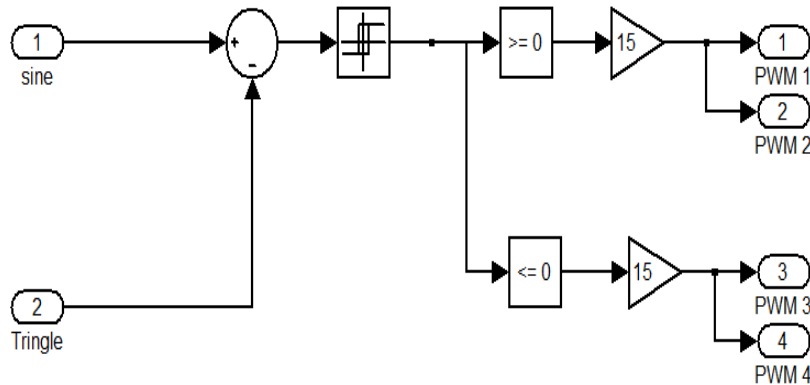 1
sine
+
-
>= 0
15
1
PWM 1
2
PWM 2
2
Tringle
<= 0
15
3
PWM 3
4
PWM 4